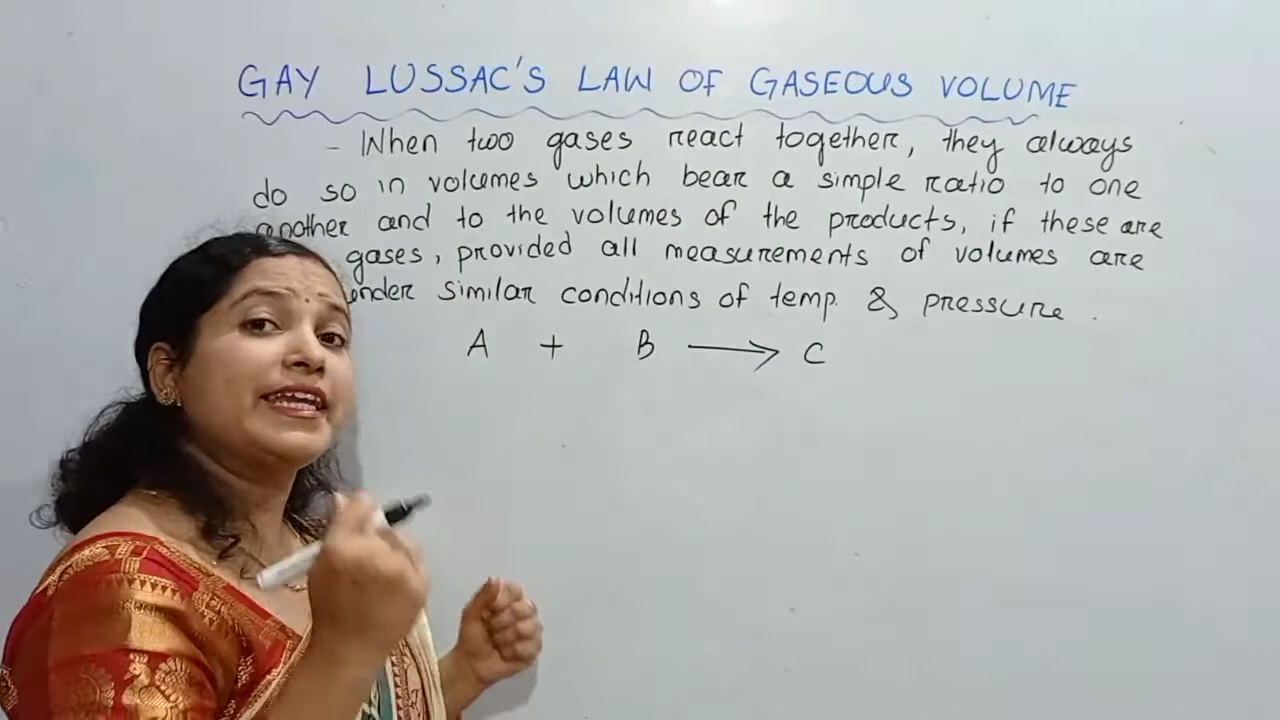 GAY LUSSAC'S LAW OF GASEOUS VOLUME
- When two gases react together, they always
do so in volumes which bear a simple ratio to one
another and to the volumes of the products, if these are
gases, provided all measurements of volumes are
under similar conditions of temp. & pressure.
A + B → C